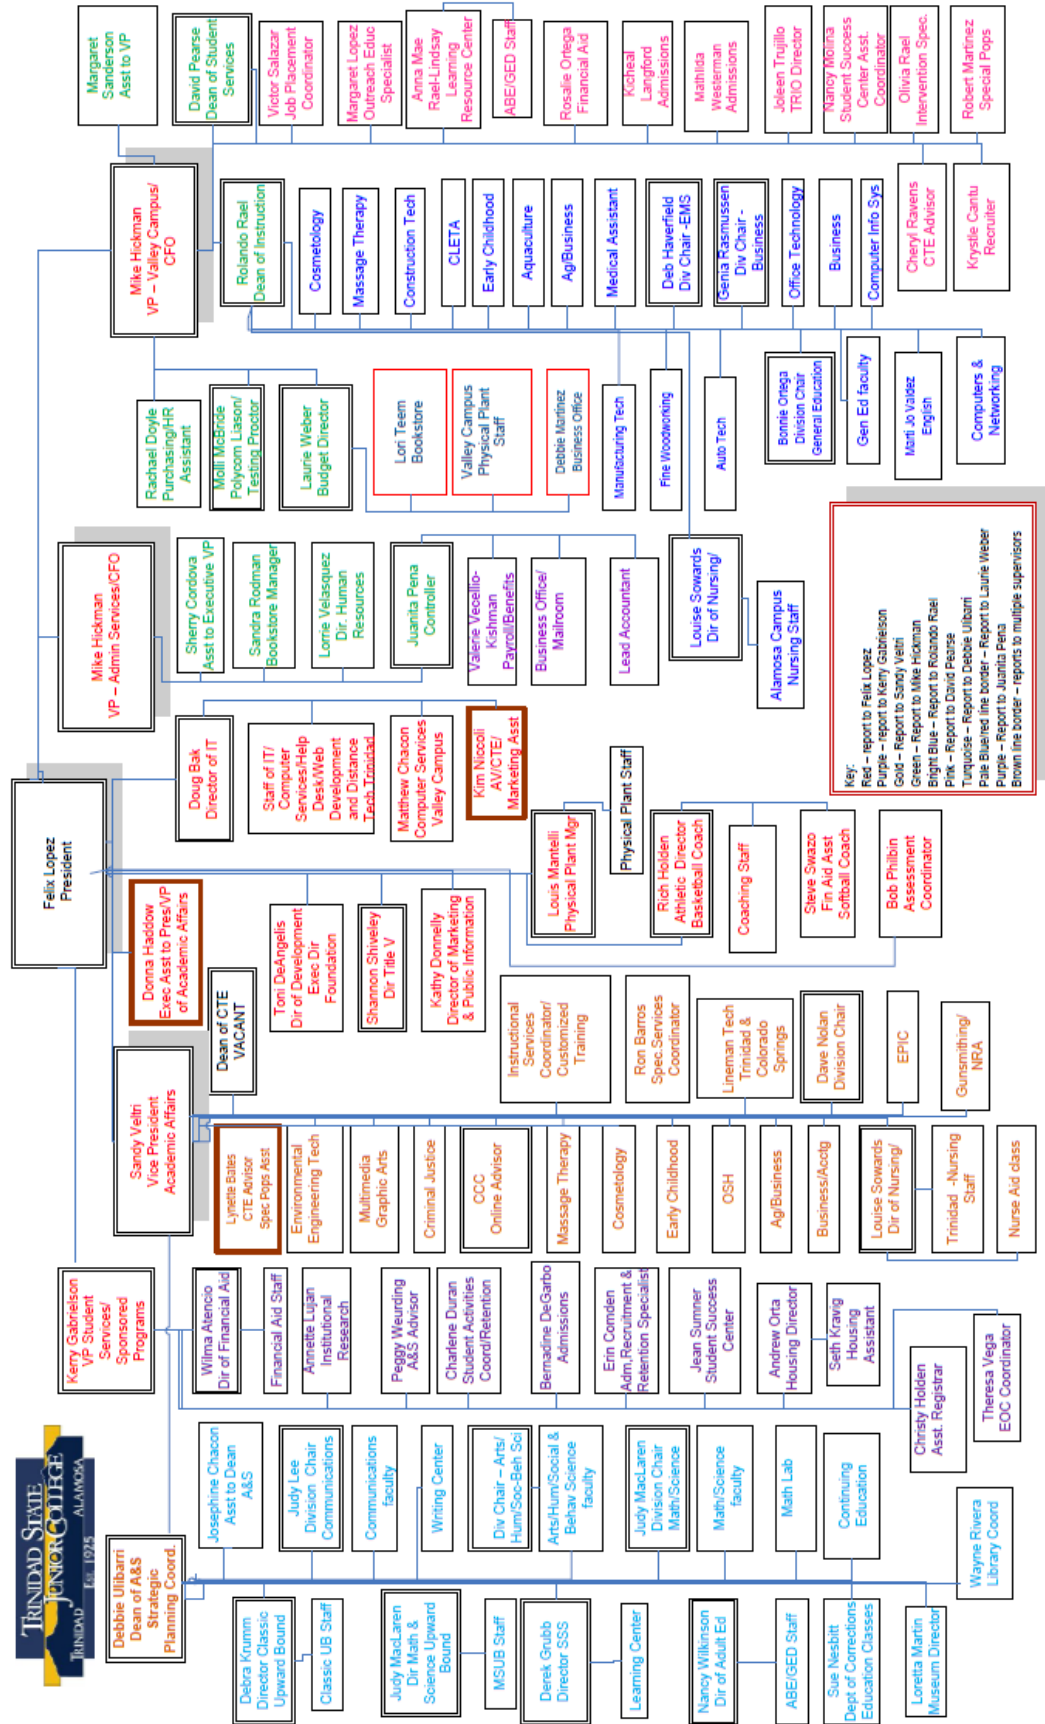 TRINIDAD STATE
JUNIOR COLLEGE
TRINIDAD
Est. 1925
ALAMOSA
Felix Lopez
President
Donna Haddow
Exec Asst to Pres/VP
of Academic Affairs
Debbie Ulibarri
Dean of A&S
Strategic
Planning Coord.
Kerry Gabrielson
VP Student
Services/
Sponsored
Programs
Sandy Veltri
Vice President
Academic Affairs
Dean of CTE
VACANT
Mike Hickman
VP – Admin Services/CFO
Mike Hickman
VP – Valley Campus/
CFO
Margaret
Sanderson
Asst to VP
Debra Krumm
Director Classic
Upward Bound
Classic UB Staff
Judy MacLaren
Dir Math &
Science Upward
Bound
MSUB Staff
Derek Grubb
Director SSS
Learning Center
Nancy Wilkinson
Dir of Adult Ed
ABE/GED Staff
Sue Nesbitt
Dept of Corrections
Education Classes
Loretta Martin
Museum Director
Josephine Chacon
Asst to Dean
A&S
Judy Lee
Division Chair
Communications
Communications
faculty
Writing Center
Div Chair – Arts/
Hum/Soc-Beh Sci
Arts/Hum/Social &
Behav Science
faculty
Judy MacLaren
Division Chair
Math/Science
Math/Science
faculty
Math Lab
Continuing
Education
Wayne Rivera
Library Coord
Wilma Atencio
Dir of Financial Aid
Financial Aid Staff
Annette Lujan
Institutional
Research
Peggy Weurding
A&S Advisor
Charlene Duran
Student Activities
Coord/Retention
Bernadine DeGarbo
Admissions
Erin Comden
Adm,Recruitment &
Retention Specialist
Jean Sumner
Student Success
Center
Andrew Orta
Housing Director
Seth Kravig
Housing
Assistant
Christy Holden
Asst. Registrar
Theresa Vega
EOC Coordinator
Lynette Bates
CTE Advisor
Spec Pops Asst
Environmental
Engineering Tech
Multimedia
Graphic Arts
Criminal Justice
CCC
Online Advisor
Massage Therapy
Cosmetology
Early Childhood
OSH
Ag/Business
Business/Acctg
Louise Sowards
Dir of Nursing/
Trinidad -Nursing
Staff
Nurse Aid class
Instructional
Services
Coordinator/
Customized
Training
Ron Barros
Spec.Services
Coordinator
Lineman Tech
Trinidad &
Colorado
Springs
Dave Nolan
Division Chair
EPIC
Gunsmithing/
NRA
Toni DeAngelis
Dir of Development
Exec Dir
Foundation
Shannon Shiveley
Dir Title V
Kathy Donnelly
Director of Marketing
& Public Information
Louis Mantelli
Physical Plant Mgr
Physical Plant Staff
Rich Holden
Athletic Director
Basketball Coach
Coaching Staff
Steve Swazo
Fin Aid Asst
Softball Coach
Bob Philbin
Assessment
Coordinator
Doug Bak
Director of IT
Staff of IT/
Computer
Services/Help
Desk/Web
Development
and Distance
Tech Trinidad
Matthew Chacon
Computer Services
Valley Campus
Kim Niccoli
AV/CTE/
Marketing Asst
Sherry Cordova
Asst to Executive VP
Sandra Rodman
Bookstore Manager
Lorrie Velasquez
Dir. Human
Resources
Juanita Pena
Controller
Valerie Vecellio-
Kishman
Payroll/Benefits
Business Office/
Mailroom
Lead Accountant
Louise Sowards
Dir of Nursing/
Alamosa Campus
Nursing Staff
Rachael Doyle
Purchasing/HR
Assistant
Molli McBride
Polycom Liason/
Testing Proctor
Laurie Weber
Budget Director
Lori Teem
Bookstore
Valley Campus
Physical Plant
Staff
Debbie Martinez
Business Office
Manufacturing Tech
Fine Woodworking
Auto Tech
Bonnie Ortega
Division Chair
General Education
Gen Ed faculty
Marti Jo Valdez
English
Computers &
Networking
Rolando Rael
Dean of Instruction
Cosmetology
Massage Therapy
Construction Tech
CLETA
Early Childhood
Aquaculture
Ag/Business
Medical Assistant
Deb Haverfield
Div Chair -EMS
Genia Rasmussen
Div Chair -
Business
Office Technology
Business
Computer Info Sys
Cheryl Ravens
CTE Advisor
Krystle Cantu
Recruiter
David Pearse
Dean of Student
Services
Victor Salazar
Job Placement
Coordinator
Margaret Lopez
Outreach Educ
Specialist
Anna Mae
Rael-Lindsay
Learning
Resource Center
ABE/GED Staff
Rosalie Ortega
Financial Aid
Kicheal
Langford
Admissions
Mathilda
Westerman
Admissions
Joleen Trujillo
TRIO Director
Nancy Molina
Student Success
Center Asst.
Coordinator
Olivia Rael
Intervention Spec.
Robert Martinez
Special Pops
Key:
Red – report to Felix Lopez
Purple – report to Kerry Gabrielson
Gold – Report to Sandy Veltri
Green – Report to Mike Hickman
Bright Blue – Report to Rolando Rael
Pink – Report to David Pearse
Turquoise – Report to Debbie Ulibarri
Pale Blue/red line border – Report to Laurie Weber
Purple – Report to Juanita Pena
Brown line border – reports to multiple supervisors